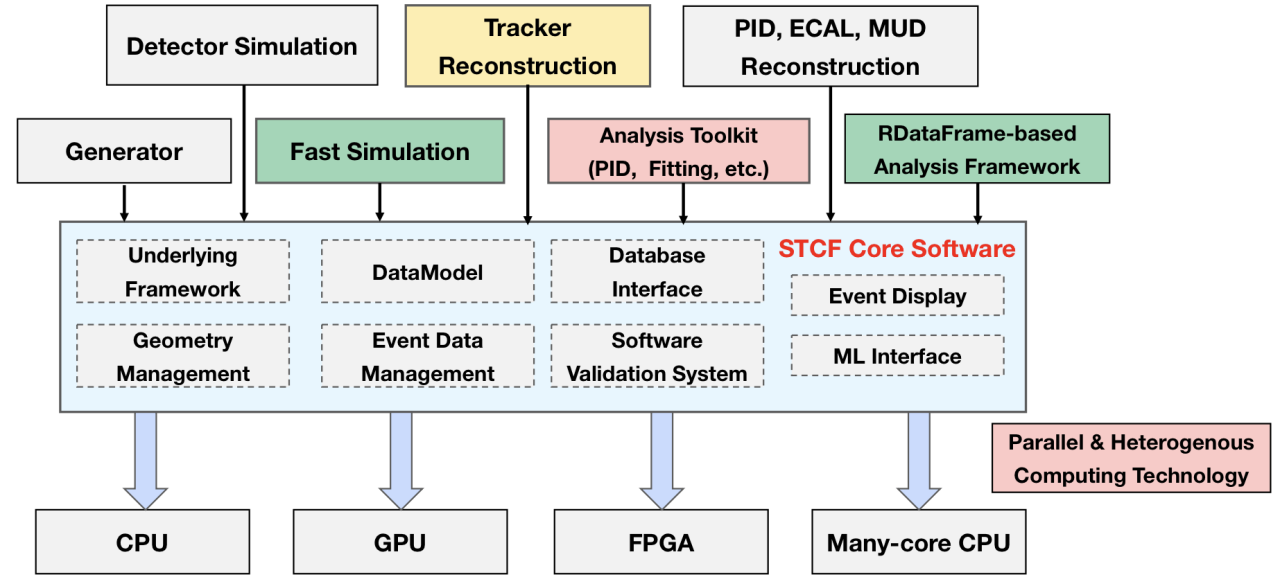 Detector Simulation
Tracker
Reconstruction
PID, ECAL, MUD
Reconstruction
Generator
Fast Simulation
Analysis Toolkit
(PID, Fitting, etc.)
RDataFrame-based
Analysis Framework
STCF Core Software
Underlying
Framework
DataModel
Database
Interface
Event Display
Geometry
Management
Event Data
Management
Software
Validation System
ML Interface
Parallel & Heterogenous
Computing Technology
CPU
GPU
FPGA
Many-core CPU